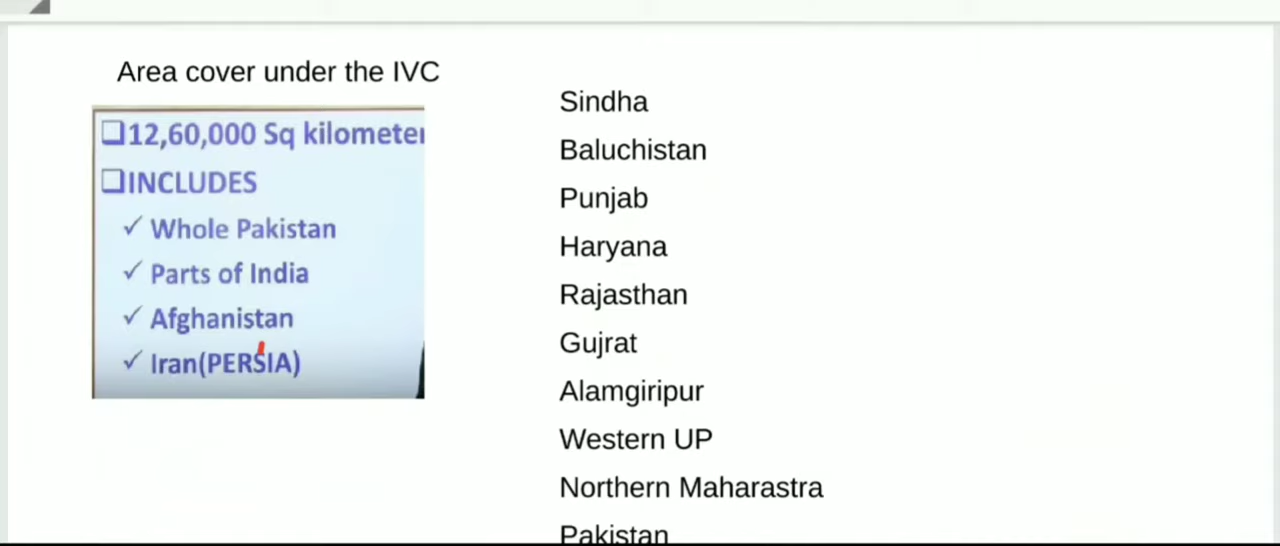 Area cover under the IVC
12,60,000 Sq kilometer
INCLUDES
Whole Pakistan
Parts of India
Afghanistan
Iran(PERSIA)
Sindha
Baluchistan
Punjab
Haryana
Rajasthan
Gujrat
Alamgiripur
Western UP
Northern Maharastra
Pakistan